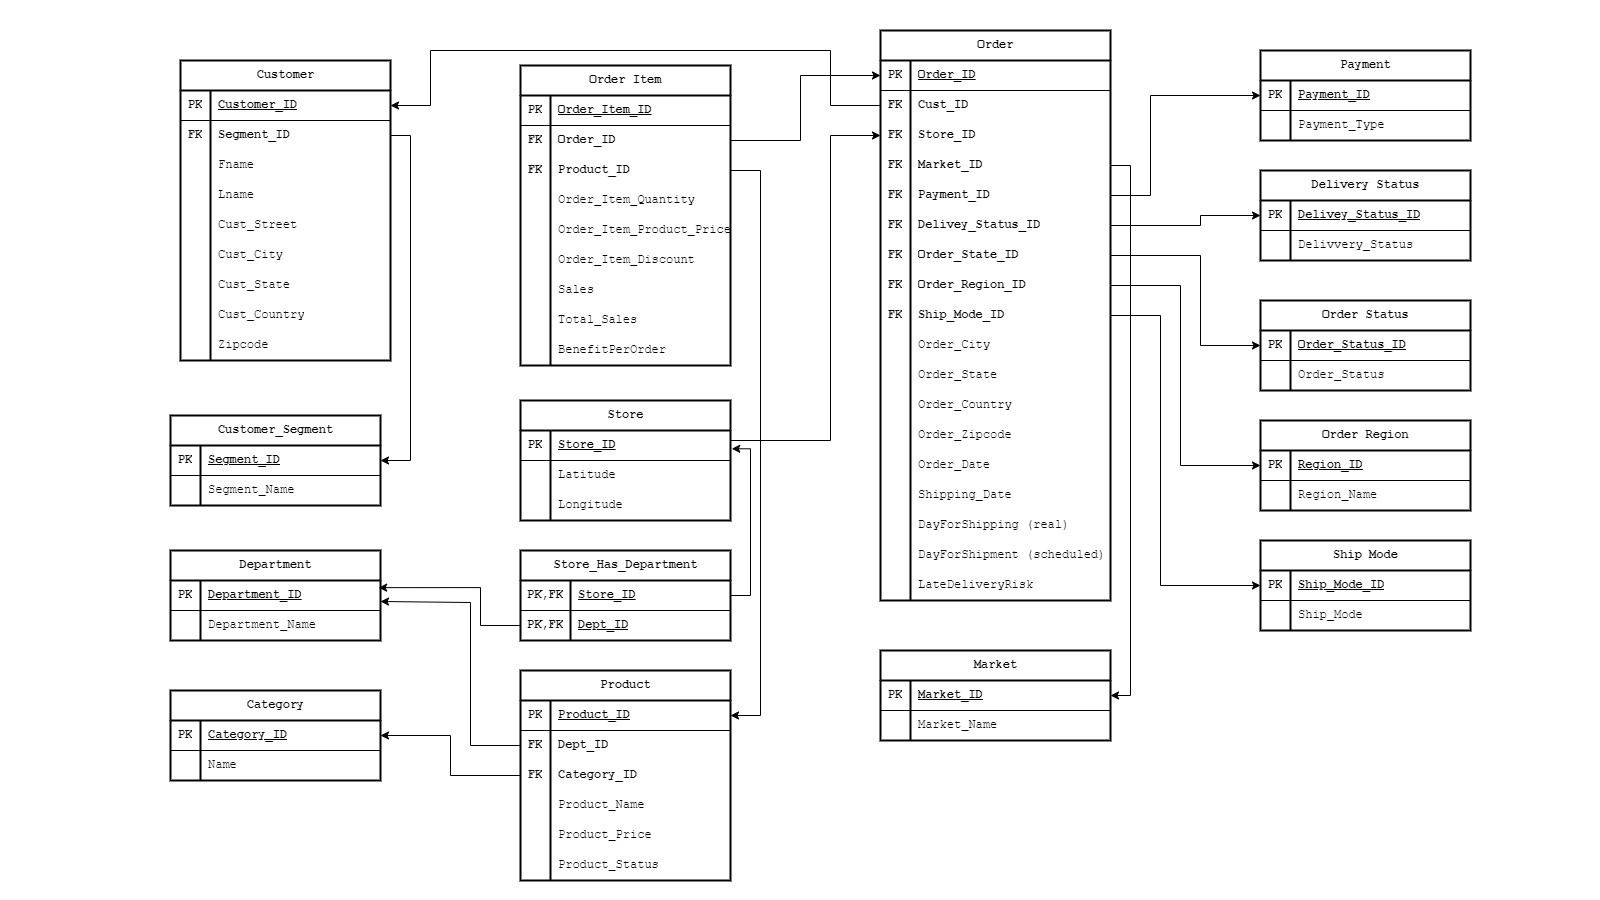 Customer
PK Customer_ID
FK Segment_ID
Fname
Lname
Cust_Street
Cust_City
Cust_State
Cust_Country
Zipcode
Customer_Segment
PK Segment_ID
Segment_Name
Department
PK Department_ID
Department_Name
Category
PK Category_ID
Name
Order Item
PK Order_Item_ID
FK Order_ID
FK Product_ID
Order_Item_Quantity
Order_Item_Product_Price
Order_Item_Discount
Sales
Total_Sales
BenefitPerOrder
Store
PK Store_ID
Latitude
Longitude
Store_Has_Department
PK,FK Store_ID
PK,FK Dept_ID
Product
PK Product_ID
FK Dept_ID
FK Category_ID
Product_Name
Product_Price
Product_Status
Order
PK Order_ID
FK Cust_ID
FK Store_ID
FK Market_ID
FK Payment_ID
FK Delivey_Status_ID
FK Order_State_ID
FK Order_Region_ID
FK Ship_Mode_ID
Order_City
Order_State
Order_Country
Order_Zipcode
Order_Date
Shipping_Date
DayForShipping (real)
DayForShipment (scheduled)
LateDeliveryRisk
Market
PK Market_ID
Market_Name
Payment
PK Payment_ID
Payment_Type
Delivery Status
PK Delivey_Status_ID
Delivvery_Status
Order Status
PK Order_Status_ID
Order_Status
Order Region
PK Region_ID
Region_Name
Ship Mode
PK Ship_Mode_ID
Ship_Mode